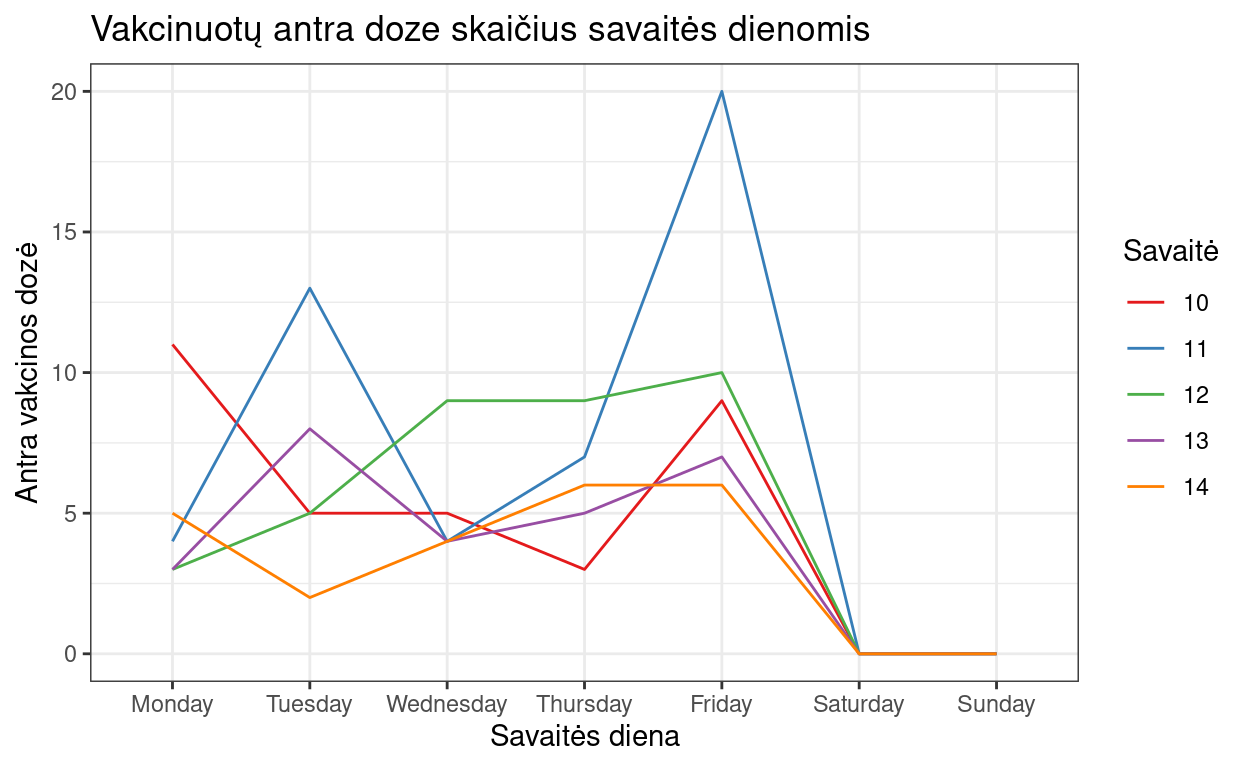 Vakcinuotų antra doze skaičius savaitės dienomis
Antra vakcinos dozė
20
15
10
5
0
Monday
Tuesday
Wednesday
Thursday
Friday
Saturday
Sunday
Savaitės diena
Savaitė
10
11
12
13
14